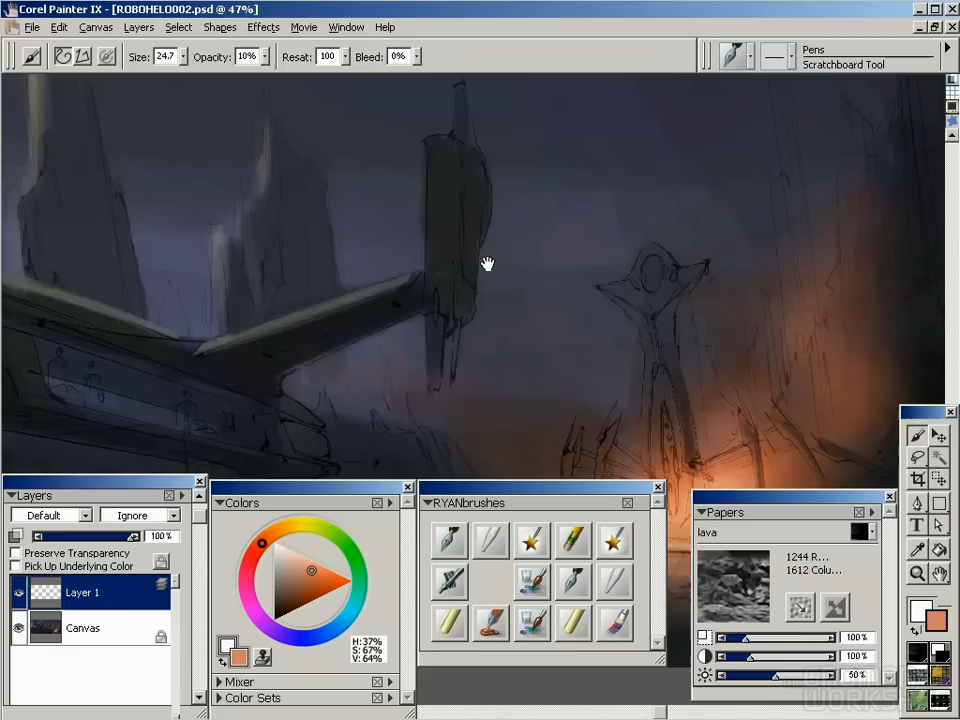 Corel Painter IX - [ROBOHELO002.psd @ 47%]
File Edit Canvas Layers Select Shapes Effects Movie Window Help
Size: 24.7 Opacity: 10% Resat: 100 Bleed: 0%
Pens
Scratchboard Tool
Layers
Default Ignore
100%
Preserve Transparency
Pick Up Underlying Color
Layer 1
Canvas
Colors
H: 37%
S: 67%
V: 64%
Mixer
Color Sets
RYANbrushes
Papers
lava
1244 R...
1612 Colu...
100%
100%
50%